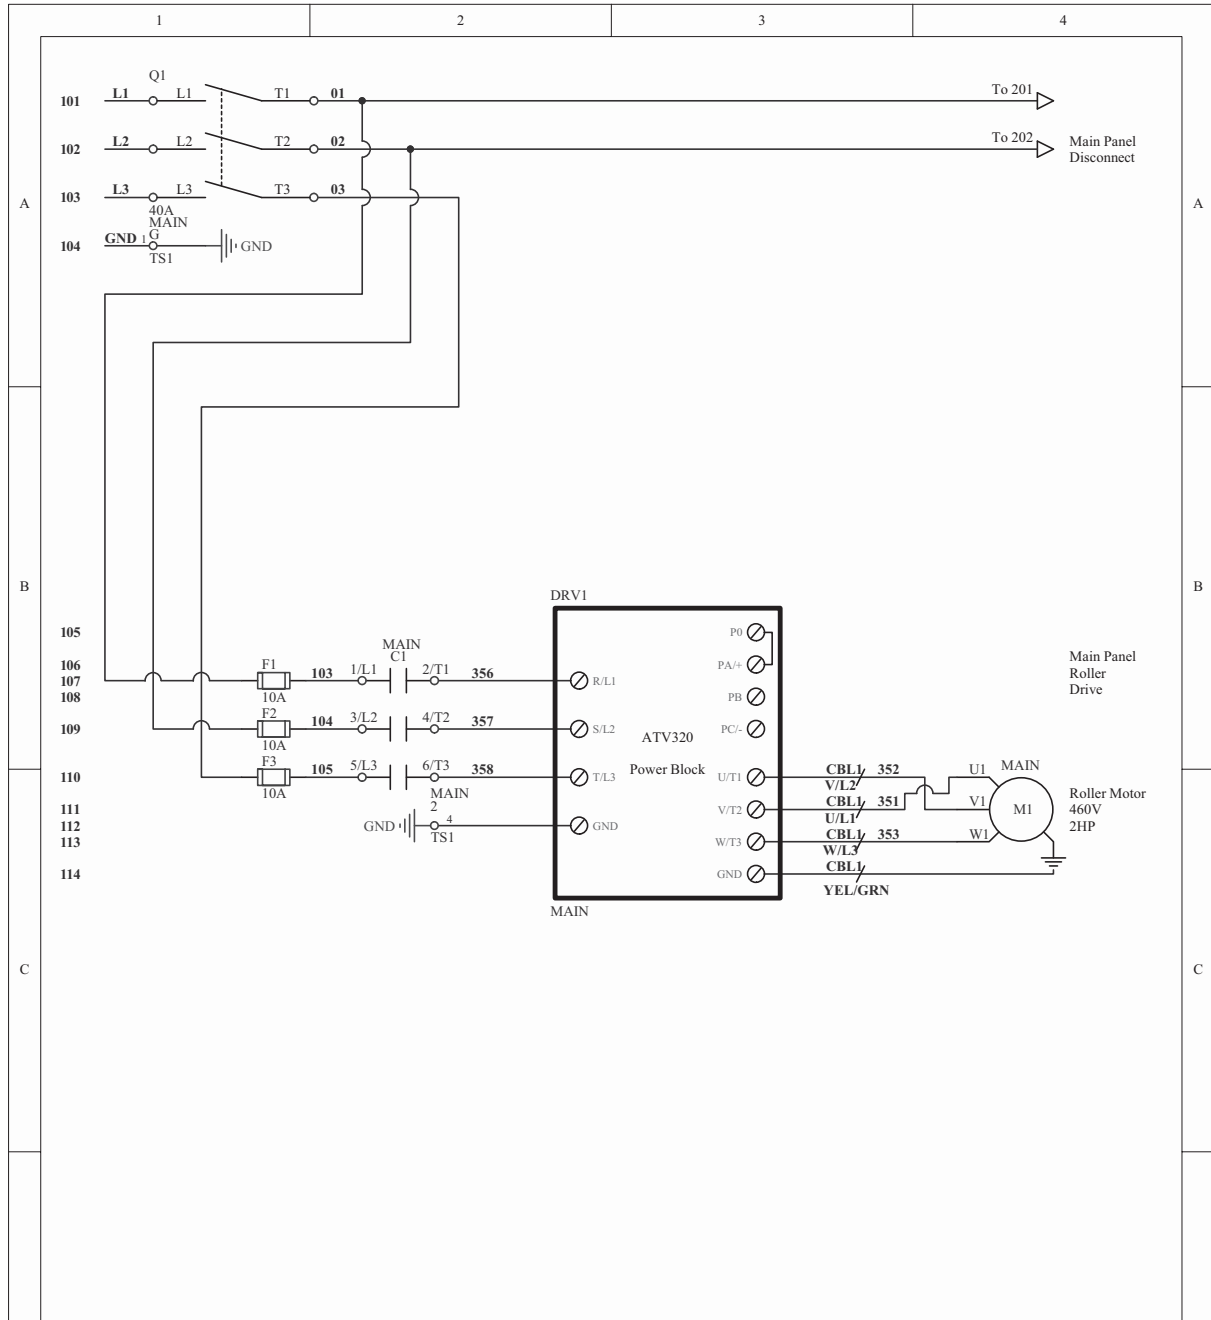 1 2 3 4
Q1
101 L1 L1 T1 01 To 201
102 L2 L2 T2 02 To 202 Main Panel
Disconnect
103 L3 L3 T3 03
A A
40A
MAIN
104 GND 1 G GND
TS1
B B
DRV1
105 P0
MAIN
106 C1 PA/+ Main Panel
F1
107 103 1/L1 2/T1 356 R/L1 Roller
10A
108 PB Drive
F2
109 104 3/L2 4/T2 357 S/L2 ATV320 PC/-
10A
F3
110 105 5/L3 6/T3 358 T/L3 Power Block U/T1 CBL1 352 U1 MAIN
10A
V/L2
MAIN
Roller Motor
111 2 V/T2 CBL1 351 V1 M1 460V
U/L1
112 GND 4 GND 2HP
TS1
113 W/T3 CBL1 353 W1
W/L3
114 GND CBL1
YEL/GRN
MAIN
C C